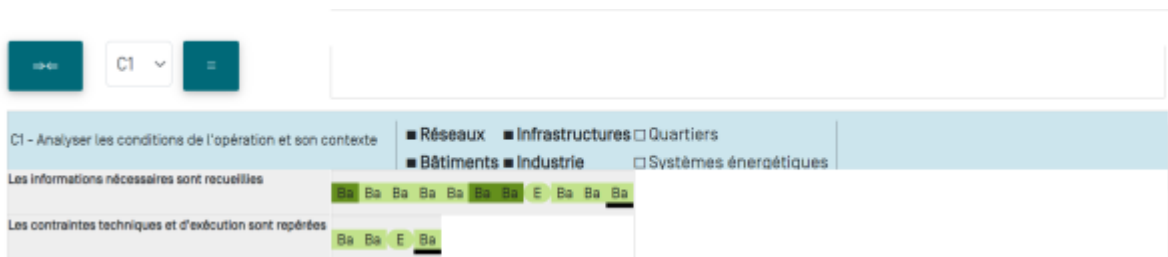 C1
=
C1 - Analyser les conditions de l'opération et son contexte
■ Réseaux ■ Infrastructures □ Quartiers
■ Bâtiments ■ Industrie □ Systèmes énergétiques
Les informations nécessaires sont recueillies
Ba Ba Ba Ba Ba Ba Ba E Ba Ba Ba
Les contraintes techniques et d'exécution sont repérées
Ba Ba E Ba